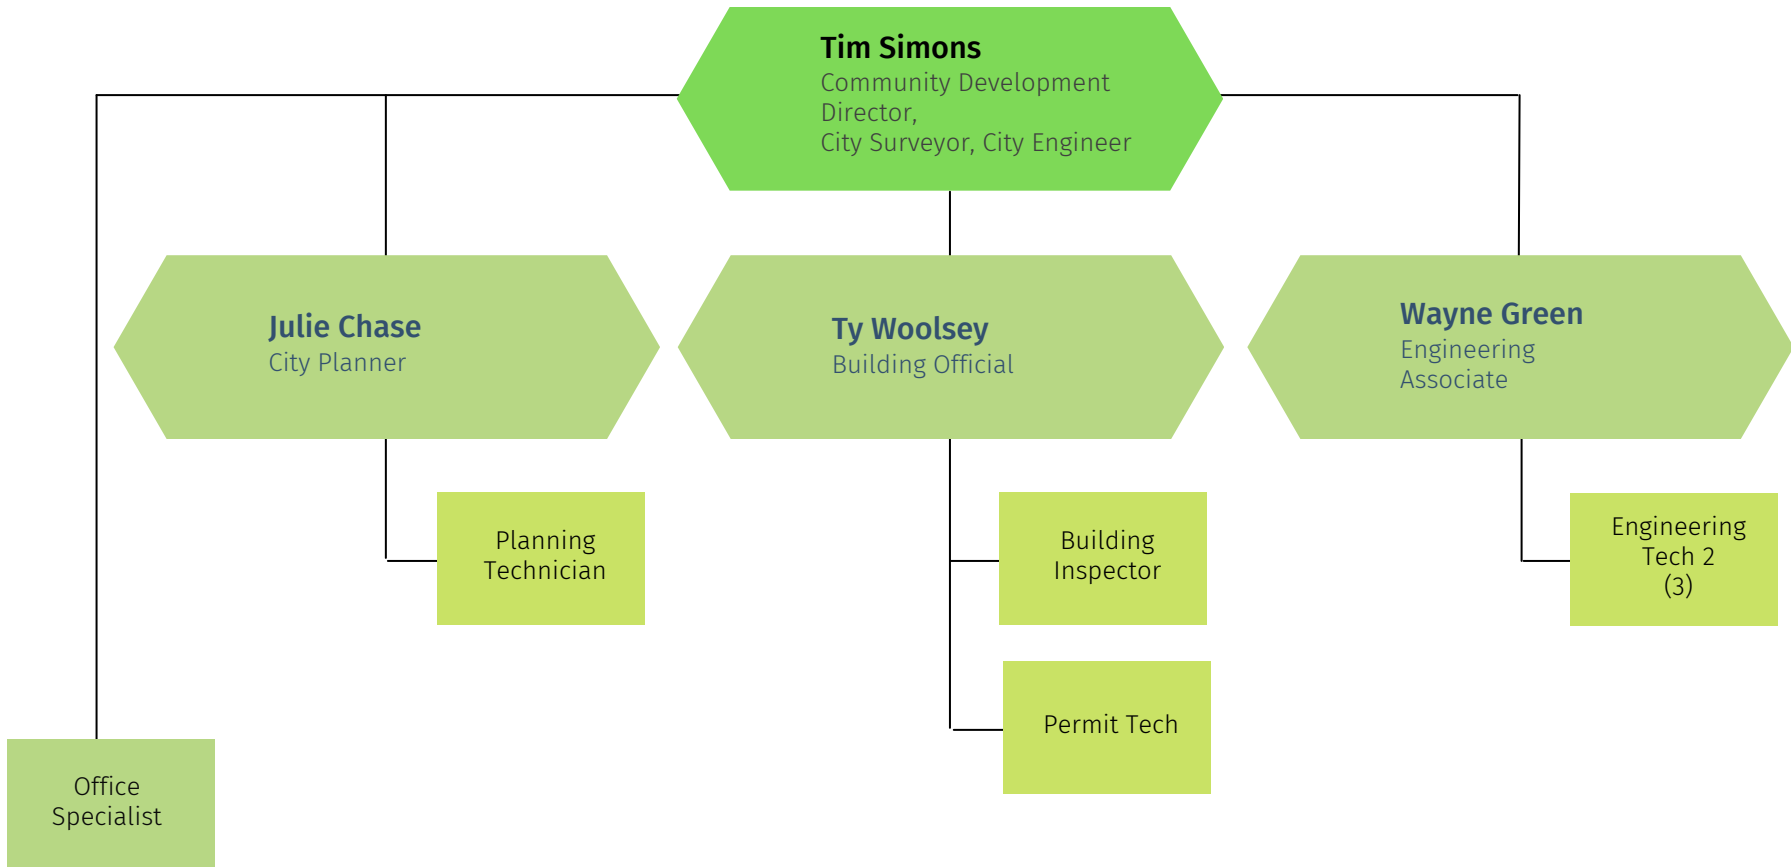 Tim Simons
Community Development
Director,
City Surveyor, City Engineer
Julie Chase
City Planner
Ty Woolsey
Building Official
Wayne Green
Engineering
Associate
Planning
Technician
Building
Inspector
Engineering
Tech 2
(3)
Permit Tech
Office
Specialist